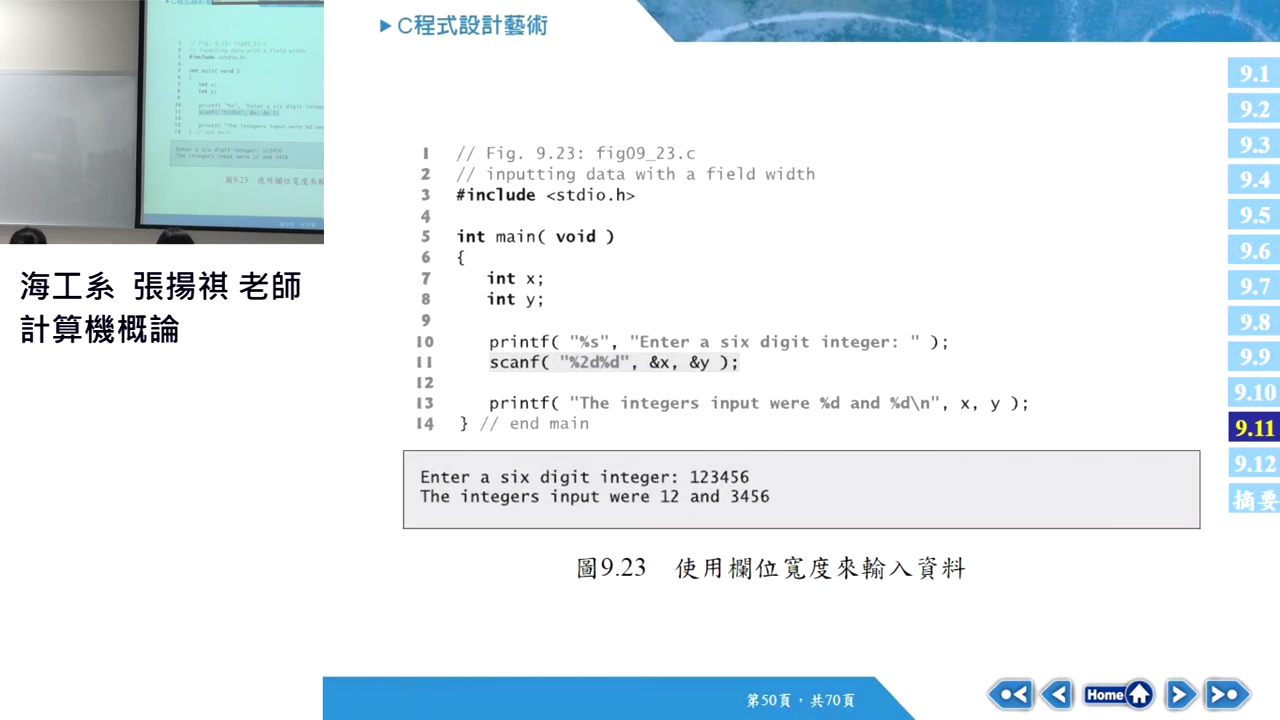 C程式設計藝術
1 // Fig. 9.23: fig09_23.c
2 // inputting data with a field width
3 #include <stdio.h>
4
5 int main( void )
6 {
7 int x;
8 int y;
9
10 printf( "%s", "Enter a six digit integer: " );
11 scanf( "%2d%d", &x, &y );
12
13 printf( "The integers input were %d and %d\n", x, y );
14 } // end main
Enter a six digit integer: 123456
The integers input were 12 and 3456
圖9.23 使用欄位寬度來輸入資料
海工系 張揚祺 老師
計算機概論
9.1
9.2
9.3
9.4
9.5
9.6
9.7
9.8
9.9
9.10
9.11
9.12
摘要
第50頁,共70頁
Home